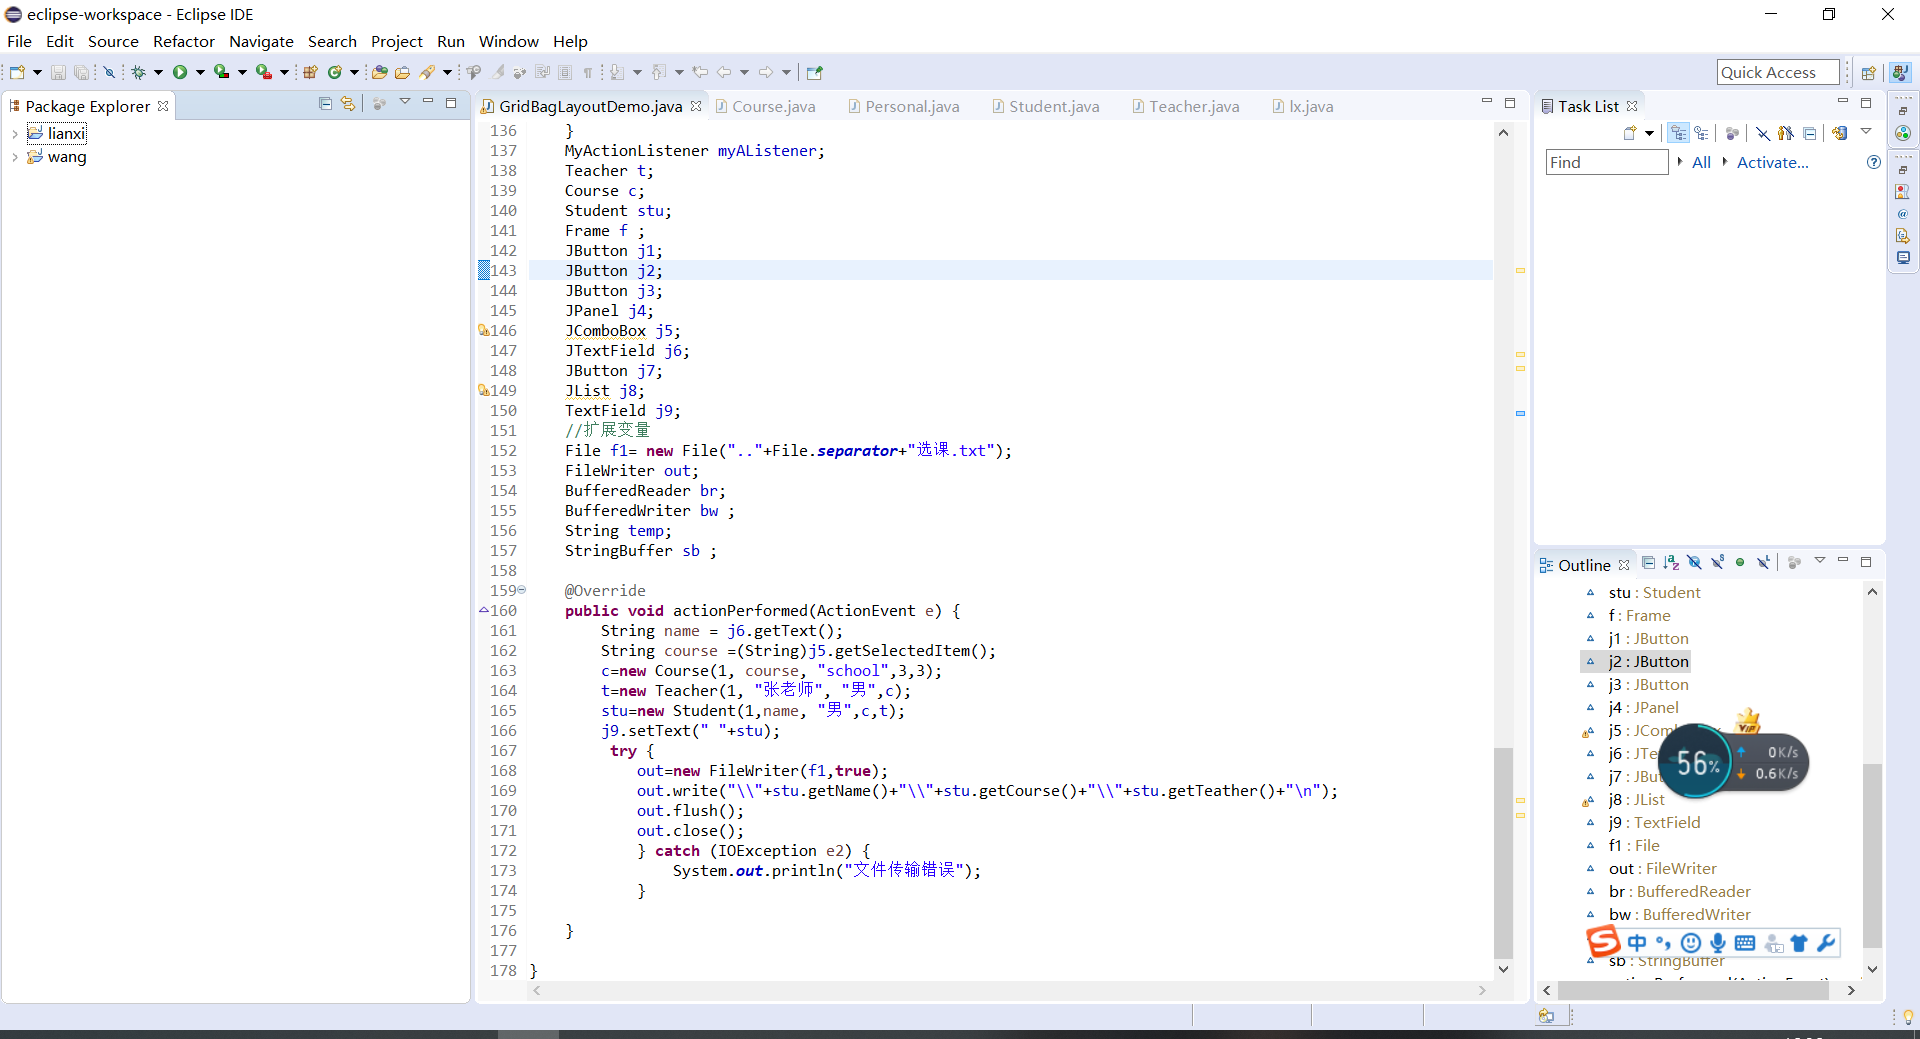 eclipse-workspace - Eclipse IDE
File Edit Source Refactor Navigate Search Project Run Window Help
Quick Access
Package Explorer
lianxi
wang
GridBagLayoutDemo.java Course.java Personal.java Student.java Teacher.java lx.java
136 }
137 MyActionListener myAListener;
138 Teacher t;
139 Course c;
140 Student stu;
141 Frame f ;
142 JButton j1;
143 JButton j2;
144 JButton j3;
145 JPanel j4;
146 JComboBox j5;
147 JTextField j6;
148 JButton j7;
149 JList j8;
150 TextField j9;
151 //扩展变量
152 File f1= new File(".."+File.separator+"选课.txt");
153 FileWriter out;
154 BufferedReader br;
155 BufferedWriter bw ;
156 String temp;
157 StringBuffer sb ;
158
159 @Override
160 public void actionPerformed(ActionEvent e) {
161 String name = j6.getText();
162 String course =(String)j5.getSelectedItem();
163 c=new Course(1, course, "school",3,3);
164 t=new Teacher(1, "张老师", "男",c);
165 stu=new Student(1,name, "男",c,t);
166 j9.setText(" "+stu);
167 try {
168 out=new FileWriter(f1,true);
169 out.write("\\"+stu.getName()+"\\"+stu.getCourse()+"\\"+stu.getTeather()+"\n");
170 out.flush();
171 out.close();
172 } catch (IOException e2) {
173 System.out.println("文件传输错误");
174 }
175
176 }
177
178 }
Task List
Find All Activate...
Outline
stu : Student
f : Frame
j1 : JButton
j2 : JButton
j3 : JButton
j4 : JPanel
j5
j6
j7
j8 : JList
j9 : TextField
f1 : File
out : FileWriter
br : BufferedReader
bw : BufferedWriter
sb : StringBuffer
VIP
56%
0K/s
0.6K/s
S 中